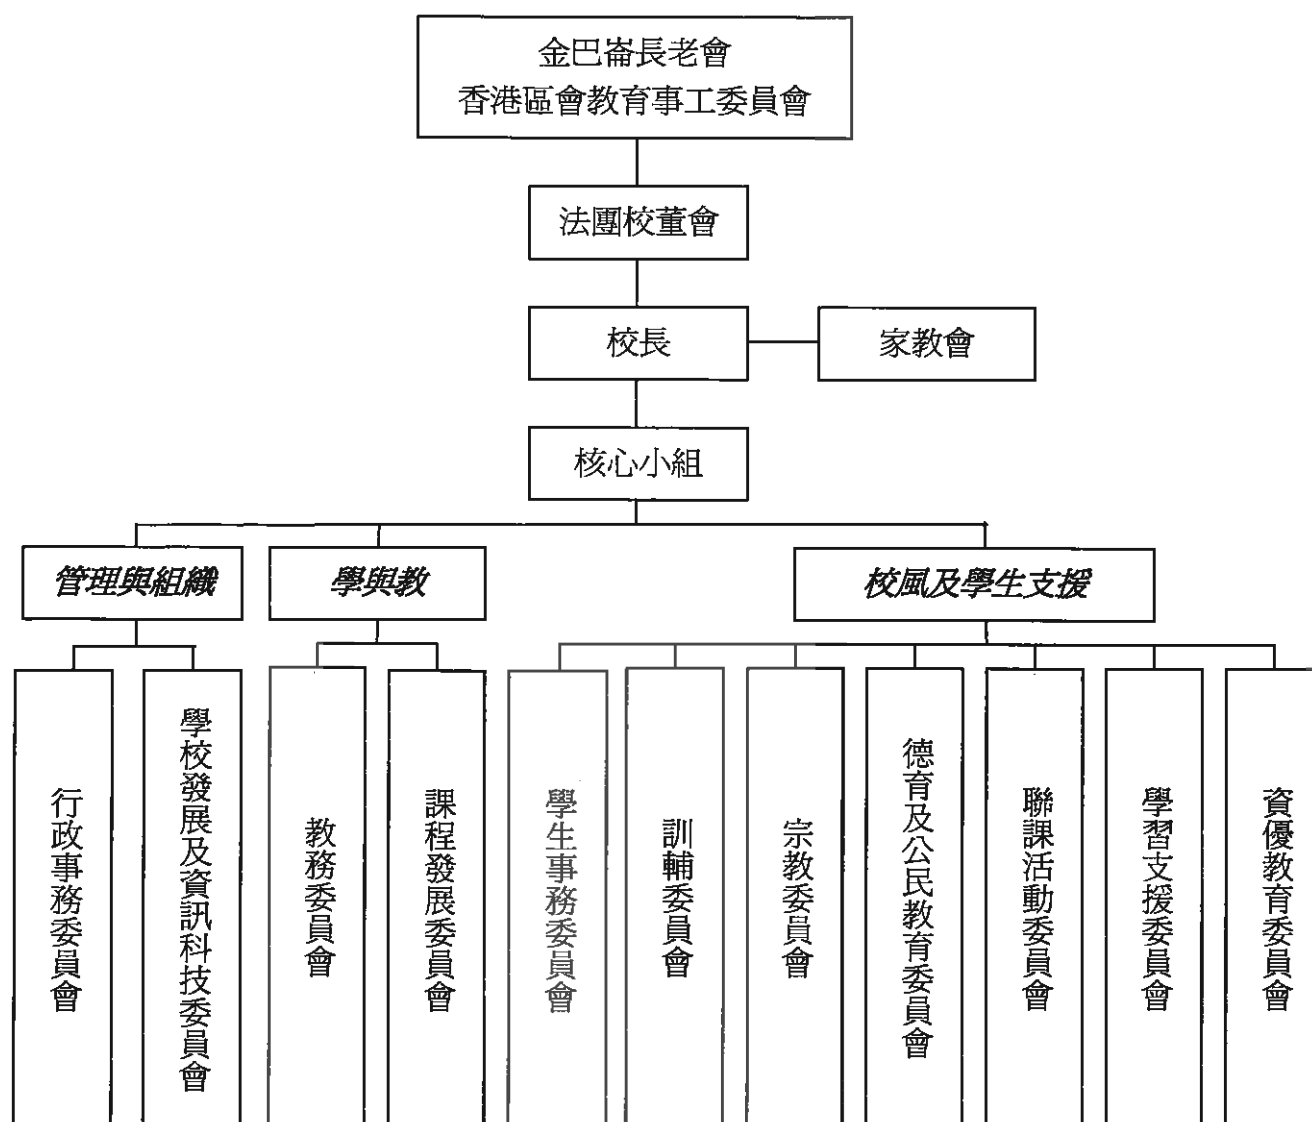 金巴崙長老會
香港區會教育事工委員會
法團校董會
校長
家教會
核心小組
管理與組織
學與教
校風及學生支援
行政事務委員會
學校發展及資訊科技委員會
教務委員會
課程發展委員會
學生事務委員會
訓輔委員會
宗教委員會
德育及公民教育委員會
聯課活動委員會
學習支援委員會
資優教育委員會